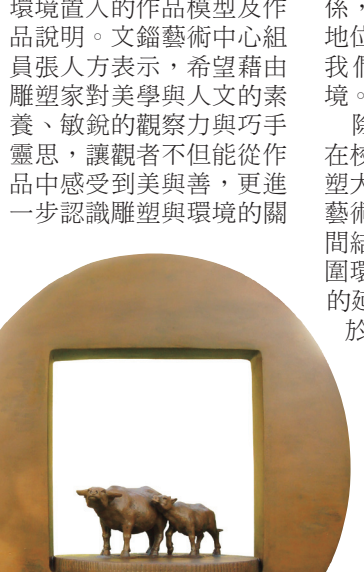 環境置入的作品模型及作
品說明。文錙藝術中心組
員張人方表示，希望藉由
雕塑家對美學與人文的素
養、敏銳的觀察力與巧手
靈思，讓觀者不但能從作
品中感受到美與善，更進
一步認識雕塑與環境的關
係，
地位
我們
境。
除
在校
塑大
藝術
間結
圍環
的延
於